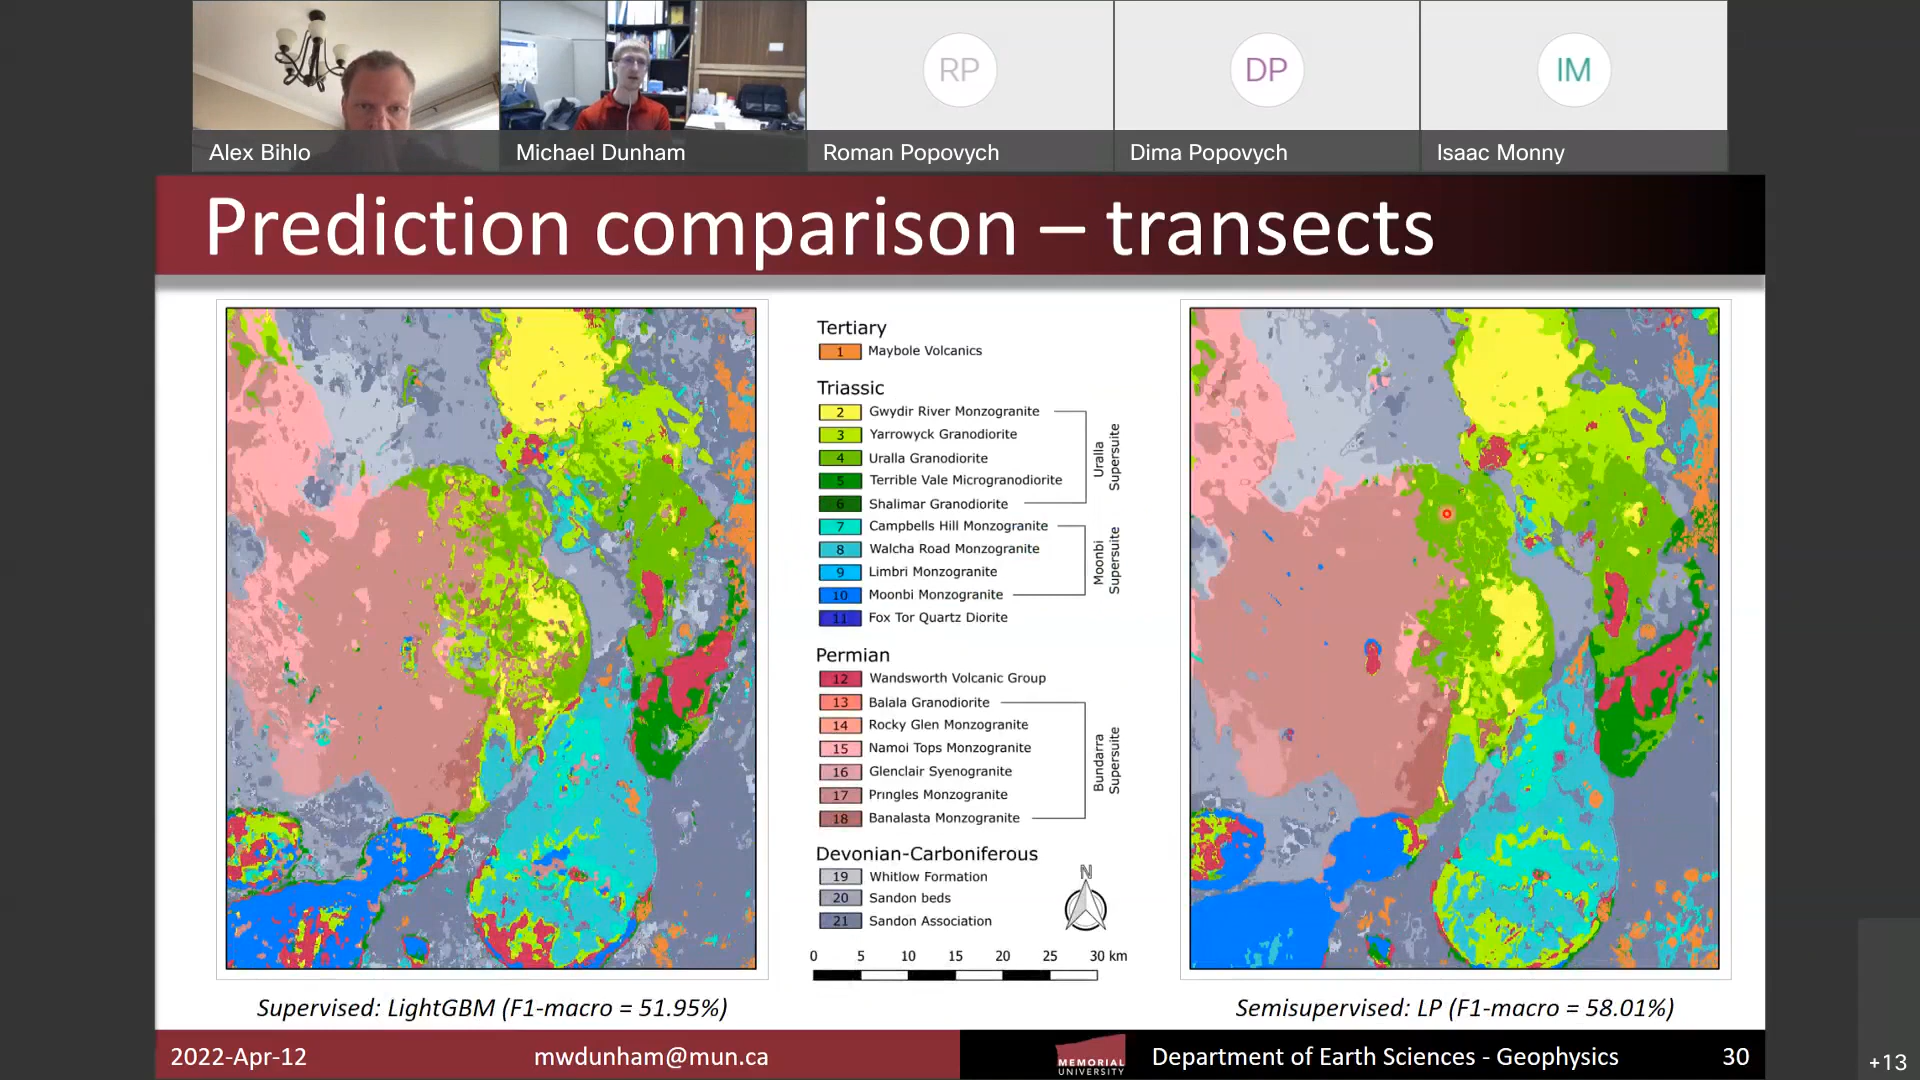 RP
DP
IM
Alex Bihlo
Michael Dunham
Roman Popovych
Dima Popovych
Isaac Monny
Prediction comparison – transects
Tertiary
1 Maybole Volcanics
Triassic
2 Gwydir River Monzogranite
3 Yarrowyck Granodiorite
4 Uralla Granodiorite
5 Terrible Vale Microgranodiorite
6 Shalimar Granodiorite
Uralla
Supersuite
7 Campbells Hill Monzogranite
8 Walcha Road Monzogranite
9 Limbri Monzogranite
10 Moonbi Monzogranite
Moonbi
Supersuite
11 Fox Tor Quartz Diorite
Permian
12 Wandsworth Volcanic Group
13 Balala Granodiorite
14 Rocky Glen Monzogranite
15 Namoi Tops Monzogranite
16 Glenclair Syenogranite
17 Pringles Monzogranite
18 Banalasta Monzogranite
Bundarra
Supersuite
Devonian-Carboniferous
19 Whitlow Formation
20 Sandon beds
21 Sandon Association
N
0 5 10 15 20 25 30 km
Supervised: LightGBM (F1-macro = 51.95%)
Semisupervised: LP (F1-macro = 58.01%)
2022-Apr-12
mwdunham@mun.ca
MEMORIAL
UNIVERSITY
Department of Earth Sciences - Geophysics
30
+13